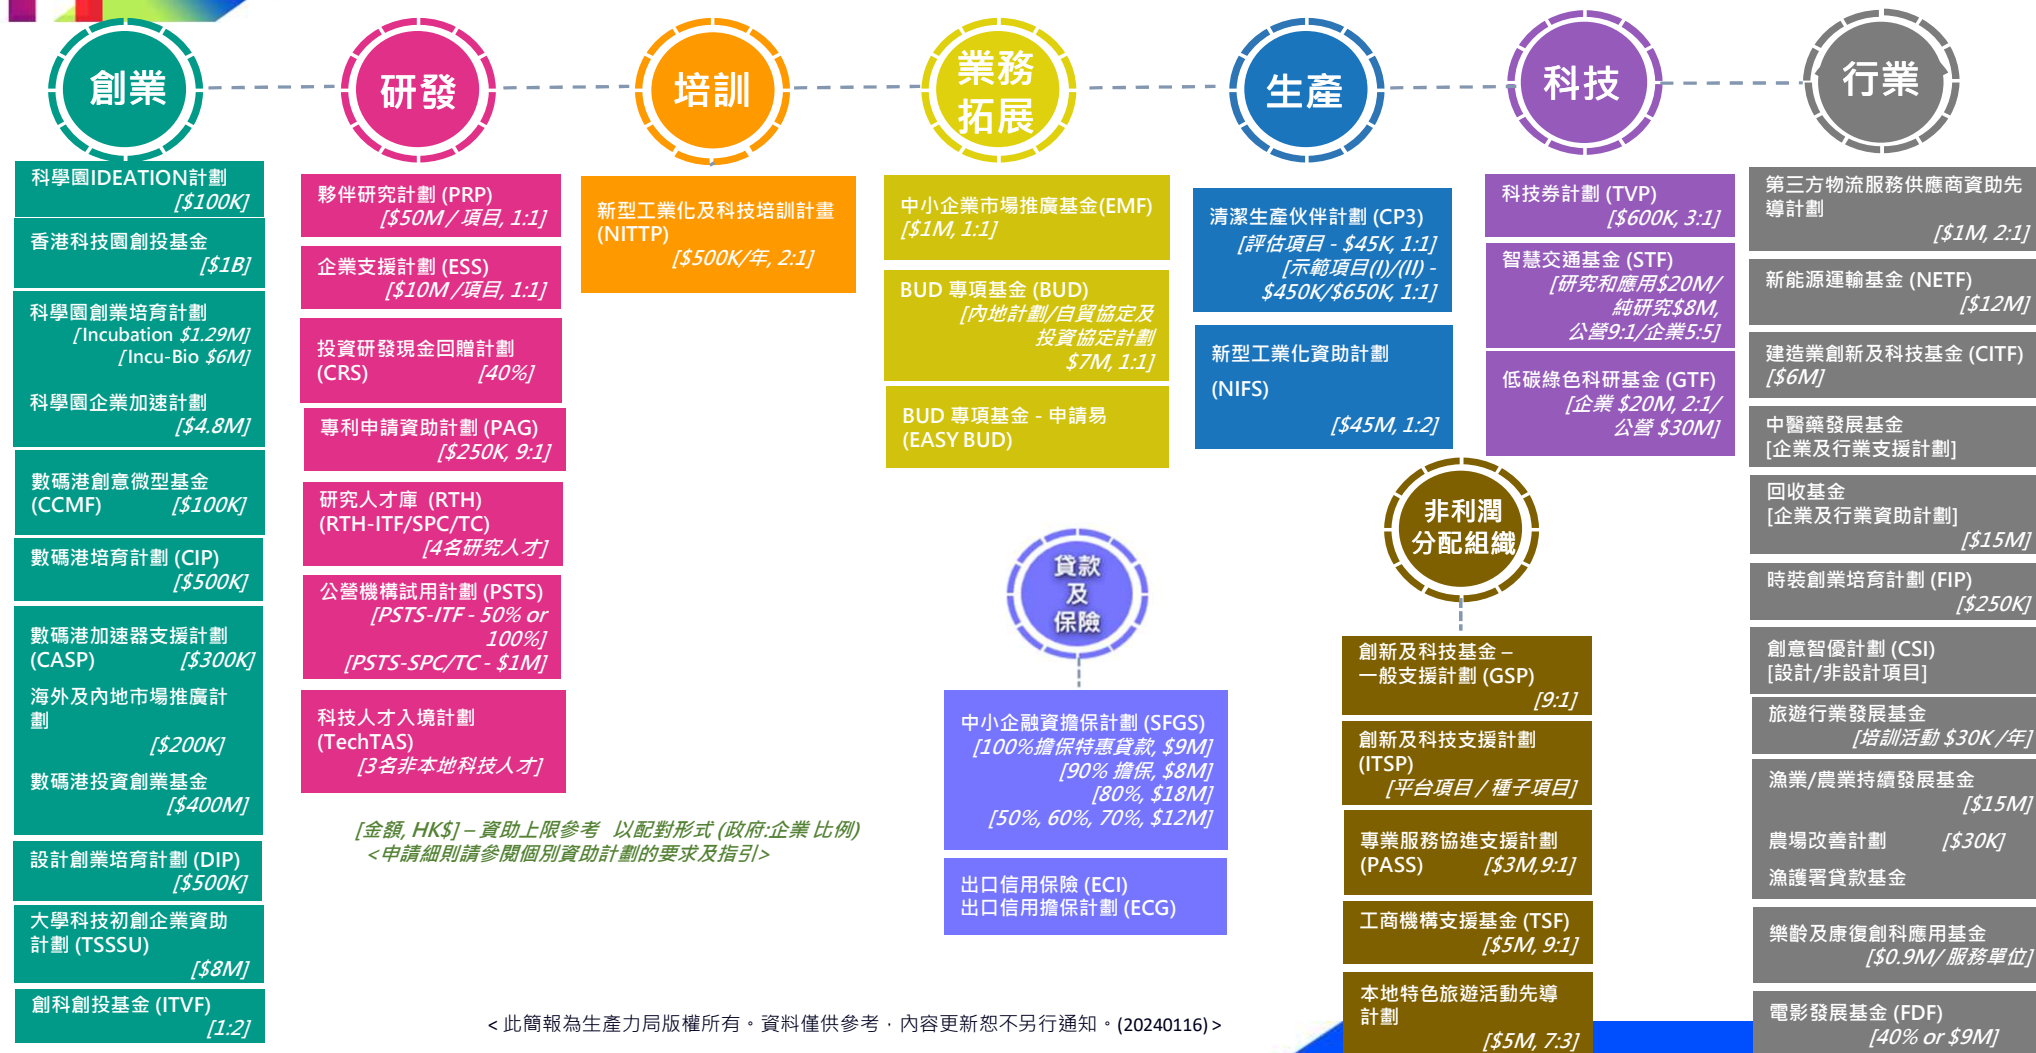 創業
科學園IDEATION計劃
[$100K]
香港科技園創投基金
[$1B]
科學園創業培育計劃
[Incubation $1.29M]
[Incu-Bio $6M]
科學園企業加速計劃
[$4.8M]
數碼港創意微型基金
(CCMF) [$100K]
數碼港培育計劃 (CIP)
[$500K]
數碼港加速器支援計劃
(CASP) [$300K]
海外及內地市場推廣計
劃
[$200K]
數碼港投資創業基金
[$400M]
設計創業培育計劃 (DIP)
[$500K]
大學科技初創企業資助
計劃 (TSSSU)
[$8M]
創科創投基金 (ITVF)
[1:2]
研發
夥伴研究計劃 (PRP)
[$50M / 項目, 1:1]
企業支援計劃 (ESS)
[$10M /項目, 1:1]
投資研發現金回贈計劃
(CRS) [40%]
專利申請資助計劃 (PAG)
[$250K, 9:1]
研究人才庫 (RTH)
(RTH-ITF/SPC/TC)
[4名研究人才]
公營機構試用計劃 (PSTS)
[PSTS-ITF - 50% or
100%]
[PSTS-SPC/TC - $1M]
科技人才入境計劃
(TechTAS)
[3名非本地科技人才]
培訓
新型工業化及科技培訓計畫
(NITTP)
[$500K/年, 2:1]
業務
拓展
中小企業市場推廣基金(EMF)
[$1M, 1:1]
BUD 專項基金 (BUD)
[內地計劃/自貿協定及
投資協定計劃
$7M, 1:1]
BUD 專項基金 - 申請易
(EASY BUD)
生產
清潔生產伙伴計劃 (CP3)
[評估項目 - $45K, 1:1]
[示範項目(I)/(II) -
$450K/$650K, 1:1]
新型工業化資助計劃
(NIFS)
[$45M, 1:2]
科技
科技券計劃 (TVP)
[$600K, 3:1]
智慧交通基金 (STF)
[研究和應用$20M/
純研究$8M,
公營9:1/企業5:5]
低碳綠色科研基金 (GTF)
[企業 $20M, 2:1/
公營 $30M]
行業
第三方物流服務供應商資助先
導計劃
[$1M, 2:1]
新能源運輸基金 (NETF)
[$12M]
建造業創新及科技基金 (CITF)
[$6M]
中醫藥發展基金
[企業及行業支援計劃]
回收基金
[企業及行業資助計劃]
[$15M]
時裝創業培育計劃 (FIP)
[$250K]
創意智優計劃 (CSI)
[設計/非設計項目]
旅遊行業發展基金
[培訓活動 $30K /年]
漁業/農業持續發展基金
[$15M]
農場改善計劃 [$30K]
漁護署貸款基金
樂齡及康復創科應用基金
[$0.9M/ 服務單位]
電影發展基金 (FDF)
[40% or $9M]
貸款
及
保險
中小企融資擔保計劃 (SFGS)
[100%擔保特惠貸款, $9M]
[90% 擔保, $8M]
[80%, $18M]
[50%, 60%, 70%, $12M]
出口信用保險 (ECI)
出口信用擔保計劃 (ECG)
非利潤
分配組織
創新及科技基金 –
一般支援計劃 (GSP)
[9:1]
創新及科技支援計劃
(ITSP)
[平台項目 / 種子項目]
專業服務協進支援計劃
(PASS) [$3M,9:1]
工商機構支援基金 (TSF)
[$5M, 9:1]
本地特色旅遊活動先導
計劃
[$5M, 7:3]
[金額, HK$] – 資助上限參考 以配對形式 (政府:企業 比例)
<申請細則請參閱個別資助計劃的要求及指引>
< 此簡報為生產力局版權所有。資料僅供參考，內容更新恕不另行通知。(20240116) >